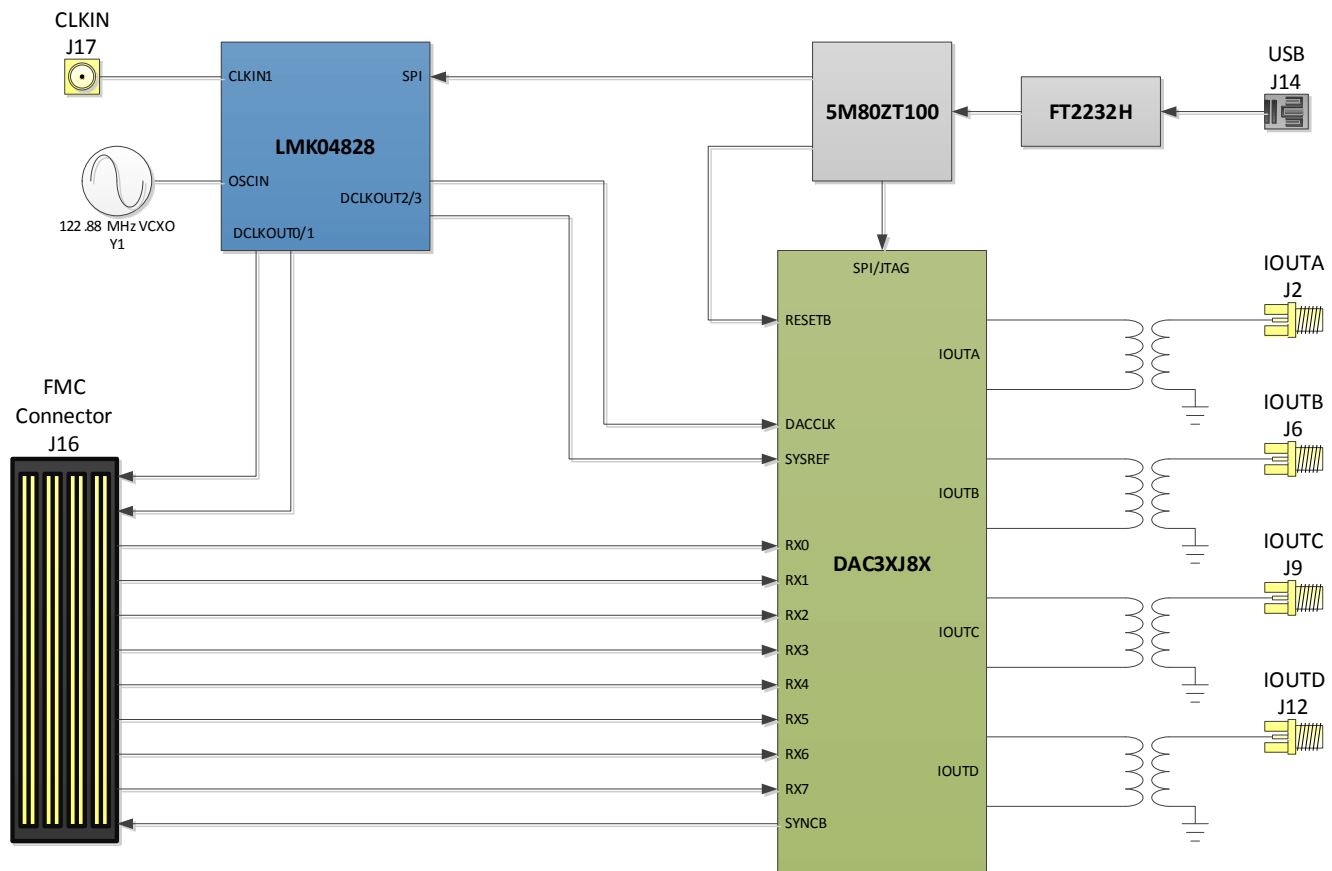 CLKIN
J17
CLKIN1
SPI
LMK04828
OSCIN
DCLKOUT2/3
DCLKOUT0/1
122.88 MHz VCXO
Y1
5M80ZT100
FT2232H
USB
J14
SPI/JTAG
RESETB
DACCLK
SYSREF
RX0
RX1
RX2
RX3
RX4
RX5
RX6
RX7
SYNCB
DAC3XJ8X
IOUTA
IOUTB
IOUTC
IOUTD
IOUTA
J2
IOUTB
J6
IOUTC
J9
IOUTD
J12
FMC
Connector
J16